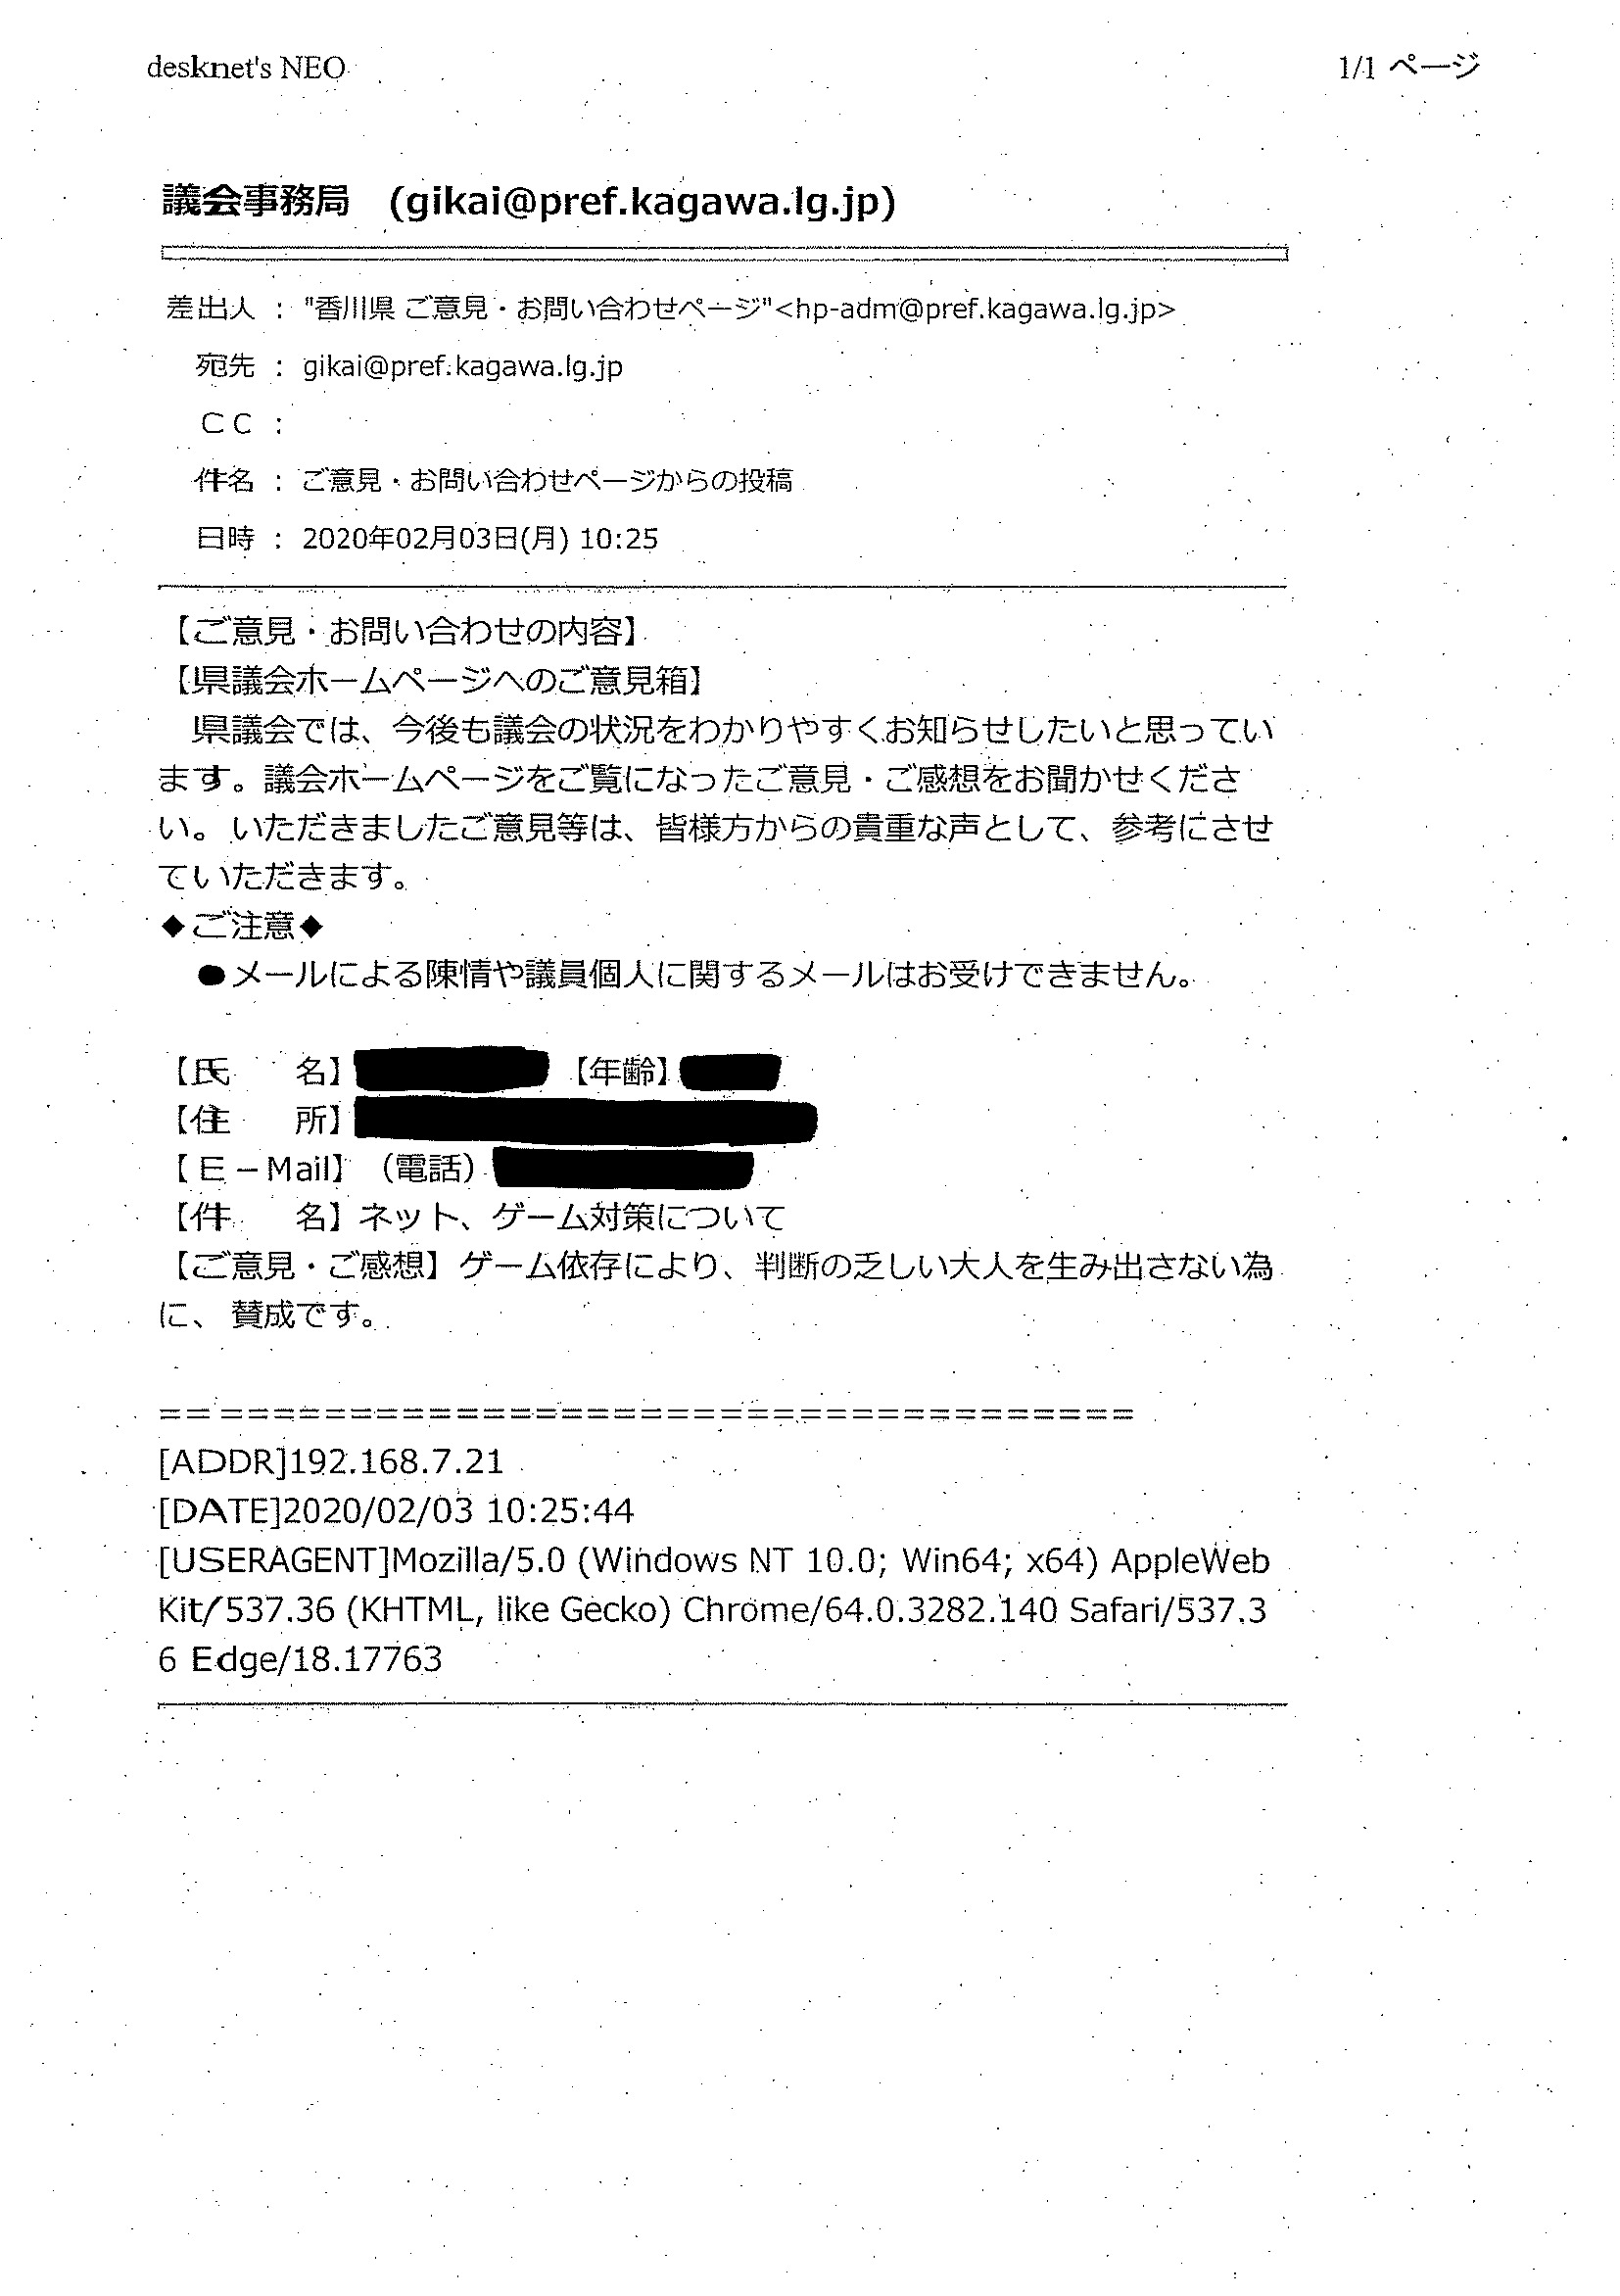 desknet's NEO 1/1 ページ
議会事務局 (gikai@pref.kagawa.lg.jp)
差出人 : "香川県 ご意見・お問い合わせページ"<hp-adm@pref.kagawa.lg.jp>
宛先 : gikai@pref.kagawa.lg.jp
CC :
件名 : ご意見・お問い合わせページからの投稿
日時 : 2020年02月03日(月) 10:25
【ご意見・お問い合わせの内容】
【県議会ホームページへのご意見箱】
県議会では、今後も議会の状況をわかりやすくお知らせしたいと思ってい
ます。議会ホームページをご覧になったご意見・ご感想をお聞かせくださ
い。いただきましたご意見等は、皆様方からの貴重な声として、参考にさせ
ていただきます。
◆ご注意◆
●メールによる陳情や議員個人に関するメールはお受けできません。
【氏　　名】【年齢】
【住　　所】
【E－Mail】（電話）
【件　　名】ネット、ゲーム対策について
【ご意見・ご感想】ゲーム依存により、判断の乏しい大人を生み出さない為
に、賛成です。
=====================================
[ADDR]192.168.7.21
[DATE]2020/02/03 10:25:44
[USERAGENT]Mozilla/5.0 (Windows NT 10.0; Win64; x64) AppleWeb
Kit/537.36 (KHTML, like Gecko) Chrome/64.0.3282.140 Safari/537.3
6 Edge/18.17763